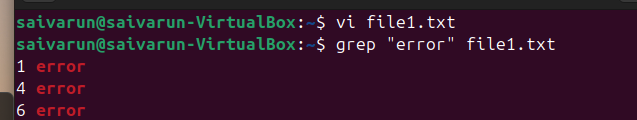 saivarun@saivarun-VirtualBox:~$ vi file1.txt
saivarun@saivarun-VirtualBox:~$ grep "error" file1.txt
1 error
4 error
6 error